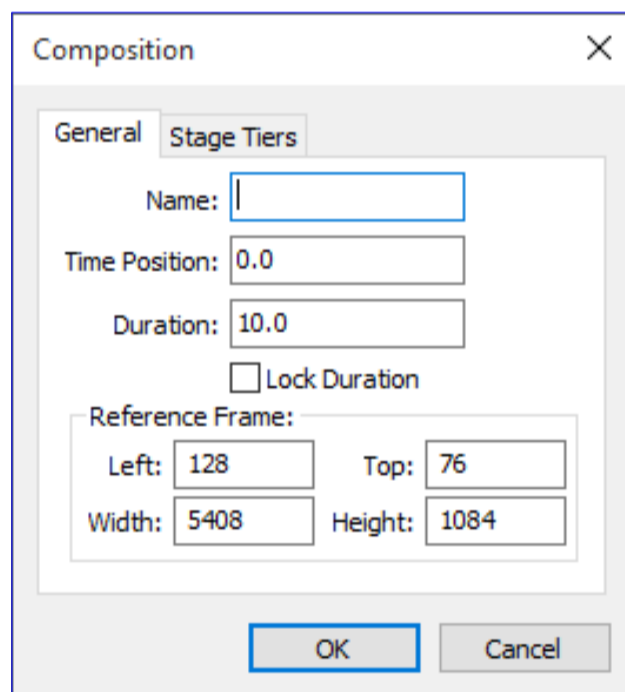 Composition
General Stage Tiers
Name:
Time Position: 0.0
Duration: 10.0
Lock Duration
Reference Frame:
Left: 128 Top: 76
Width: 5408 Height: 1084
OK Cancel